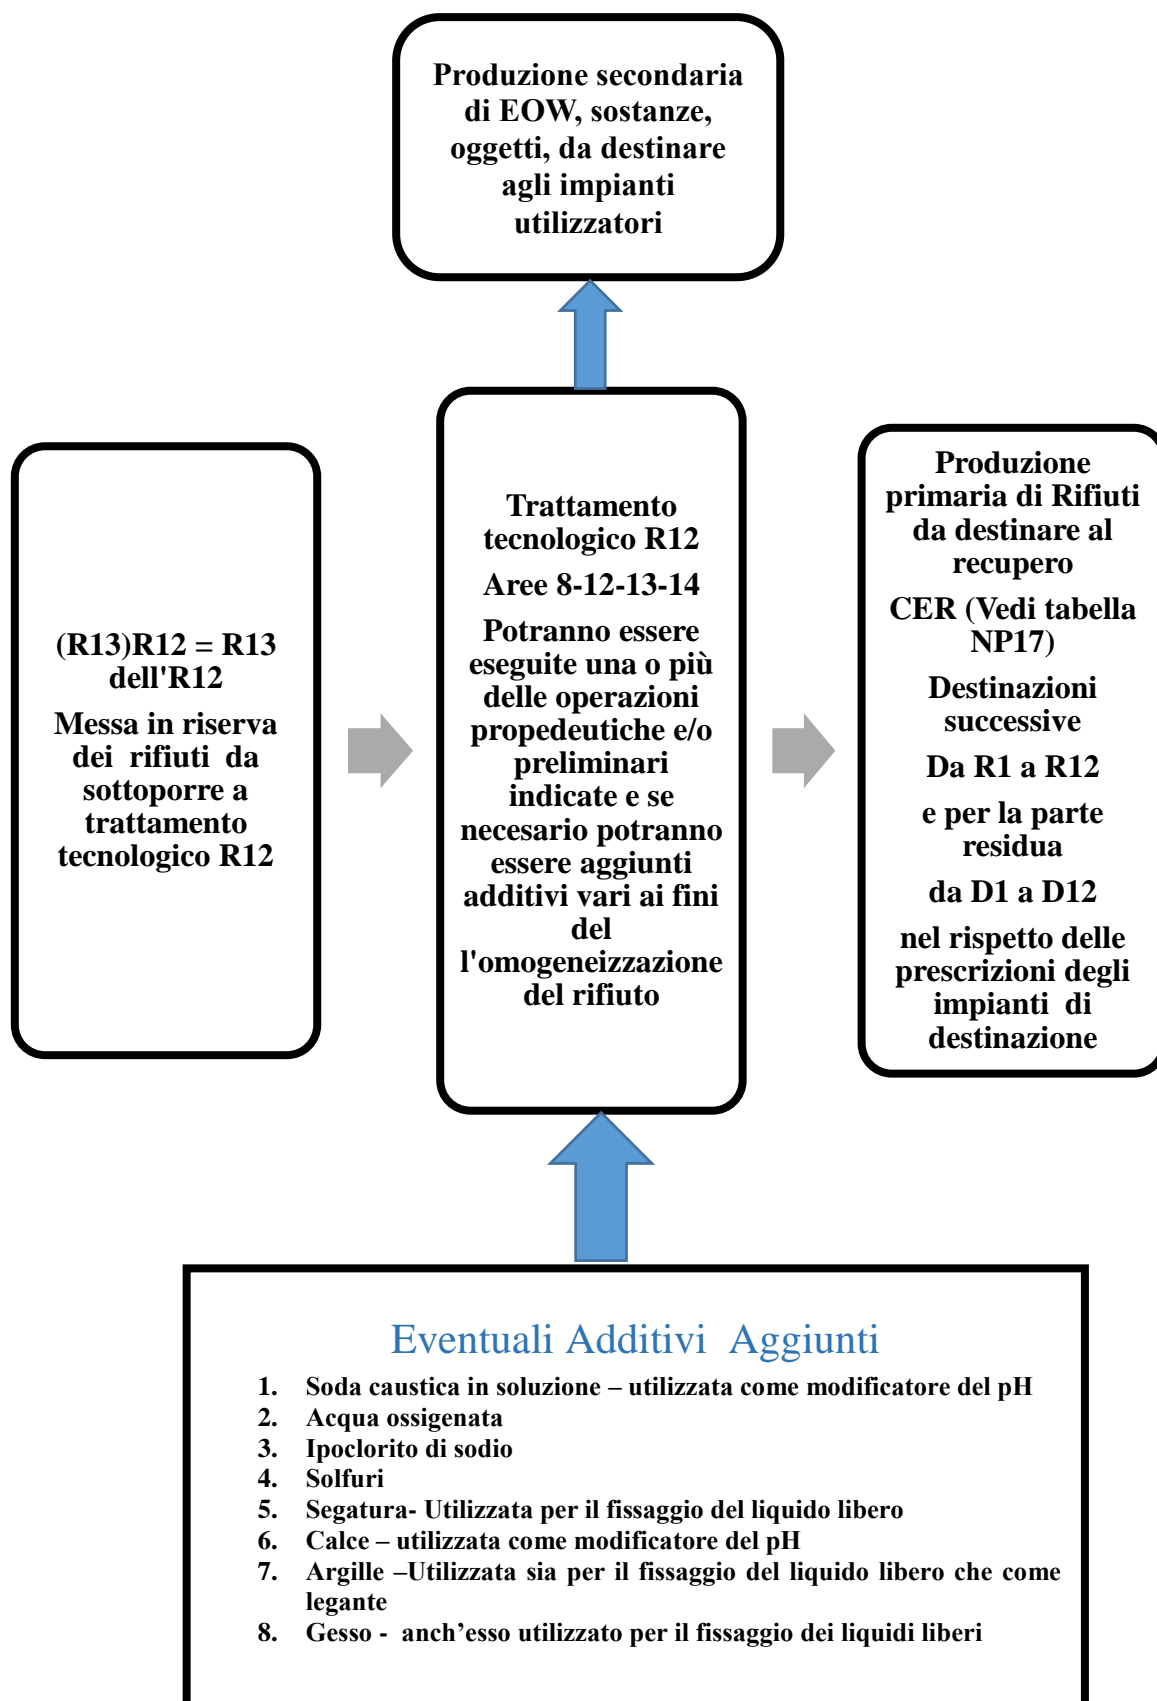 Produzione secondaria
di EOW, sostanze,
oggetti, da destinare
agli impianti
utilizzatori
(R13)R12 = R13
dell'R12
Messa in riserva
dei rifiuti da
sottoporre a
trattamento
tecnologico R12
Trattamento
tecnologico R12
Aree 8-12-13-14
Potranno essere
eseguite una o più
delle operazioni
propedeutiche e/o
preliminari
indicate e se
necesario potranno
essere aggiunti
additivi vari ai fini
del
l'omogeneizzazione
del rifiuto
Produzione
primaria di Rifiuti
da destinare al
recupero
CER (Vedi tabella
NP17)
Destinazioni
successive
Da R1 a R12
e per la parte
residua
da D1 a D12
nel rispetto delle
prescrizioni degli
impianti di
destinazione
Eventuali Additivi Aggiunti
1. Soda caustica in soluzione – utilizzata come modificatore del pH
2. Acqua ossigenata
3. Ipoclorito di sodio
4. Solfuri
5. Segatura- Utilizzata per il fissaggio del liquido libero
6. Calce – utilizzata come modificatore del pH
7. Argille –Utilizzata sia per il fissaggio del liquido libero che come
legante
8. Gesso - anch’esso utilizzato per il fissaggio dei liquidi liberi